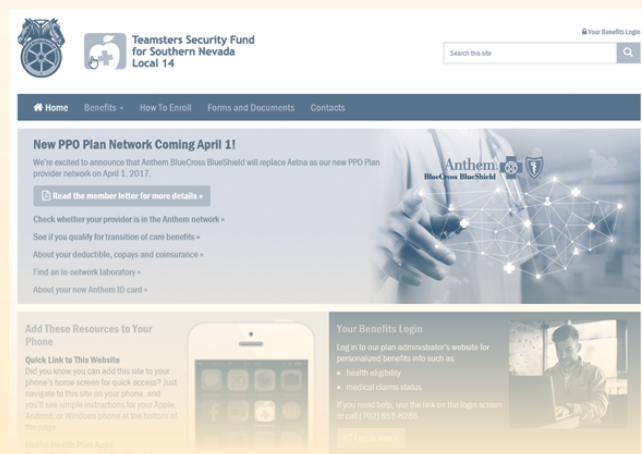 Teamsters Security Fund
for Southern Nevada
Local 14
Your Benefits Login
Search this site
Home Benefits How To Enroll Forms and Documents Contacts
New PPO Plan Network Coming April 1!
We're excited to announce that Anthem BlueCross BlueShield will replace Aetna as our new PPO Plan
provider network on April 1, 2017.
Read the member letter for more details »
Check whether your provider is in the Anthem network »
See if you qualify for transition of care benefits »
About your deductible, copays and coinsurance »
Find an in-network laboratory »
About your new Anthem ID card »
Anthem
BlueCross BlueShield
Add These Resources to Your
Phone
Quick Link to This Website
Did you know you can add this site to your
phone's home screen for quick access? Just
navigate to this site on your phone, and
you'll see simple instructions for your Apple,
Android, or Windows phone at the bottom of
the page.
Useful Health Plan Apps
Your Benefits Login
Log in to our plan administrator's website for
personalized benefits info such as:
• health eligibility
• medical claims status
If you need help, use the link on the login screen
or call (702) 851-8286.